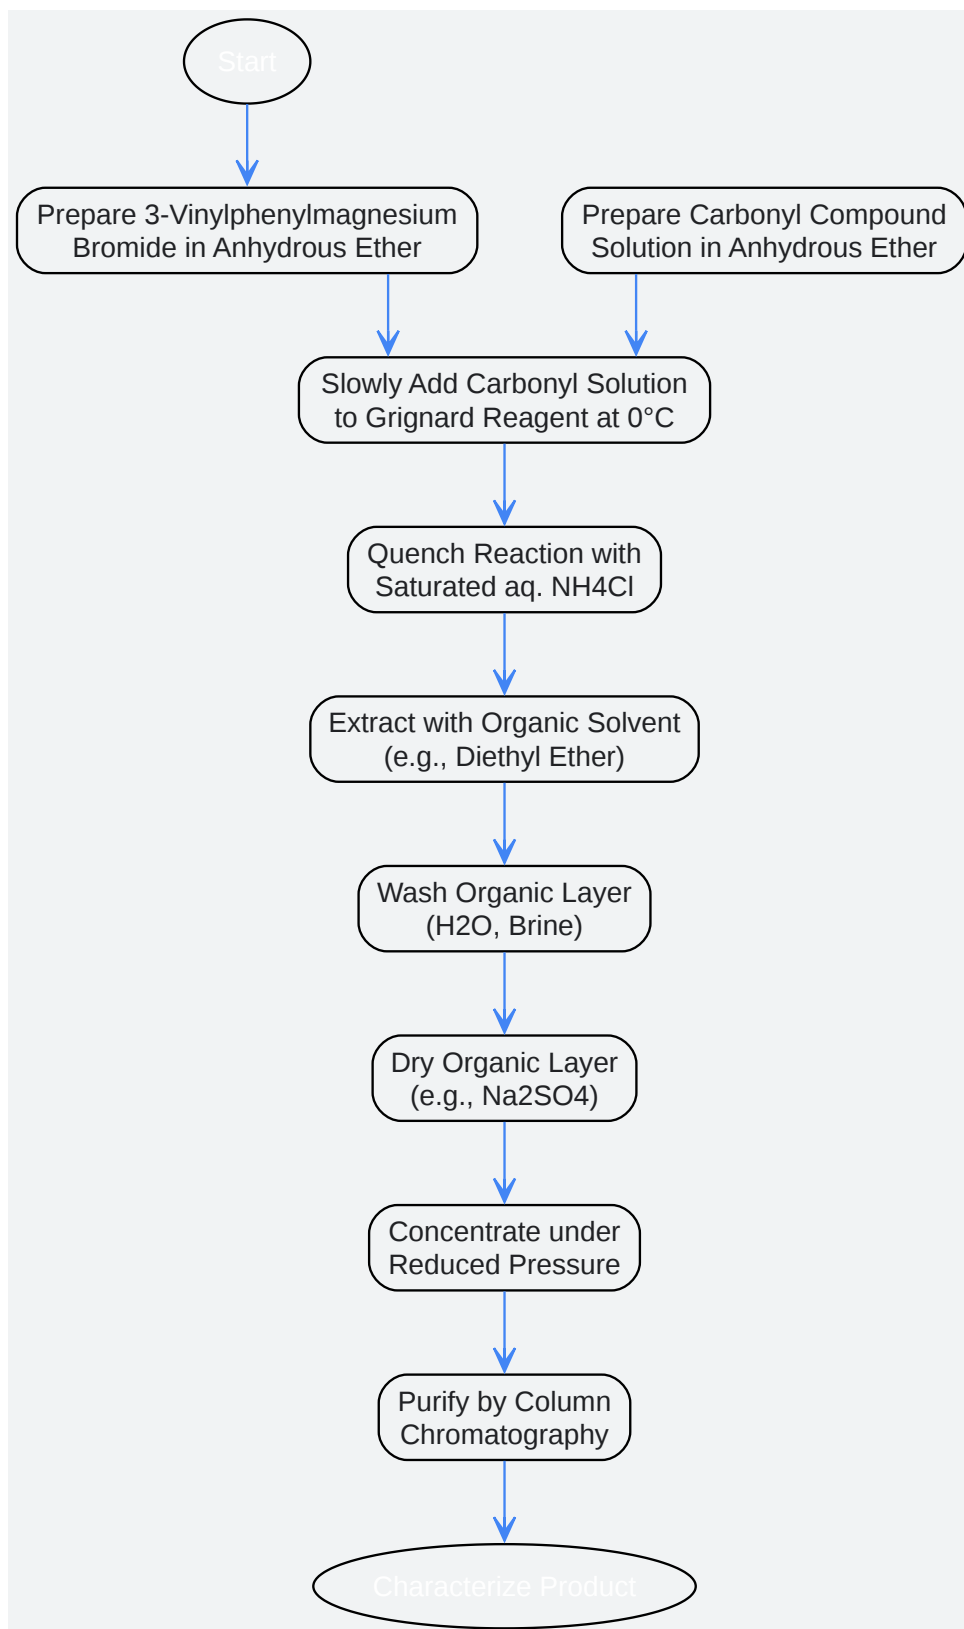 Start
Prepare 3-Vinylphenylmagnesium
Bromide in Anhydrous Ether
Prepare Carbonyl Compound
Solution in Anhydrous Ether
Slowly Add Carbonyl Solution
to Grignard Reagent at 0°C
Quench Reaction with
Saturated aq. NH4Cl
Extract with Organic Solvent
(e.g., Diethyl Ether)
Wash Organic Layer
(H2O, Brine)
Dry Organic Layer
(e.g., Na2SO4)
Concentrate under
Reduced Pressure
Purify by Column
Chromatography
Characterize Product